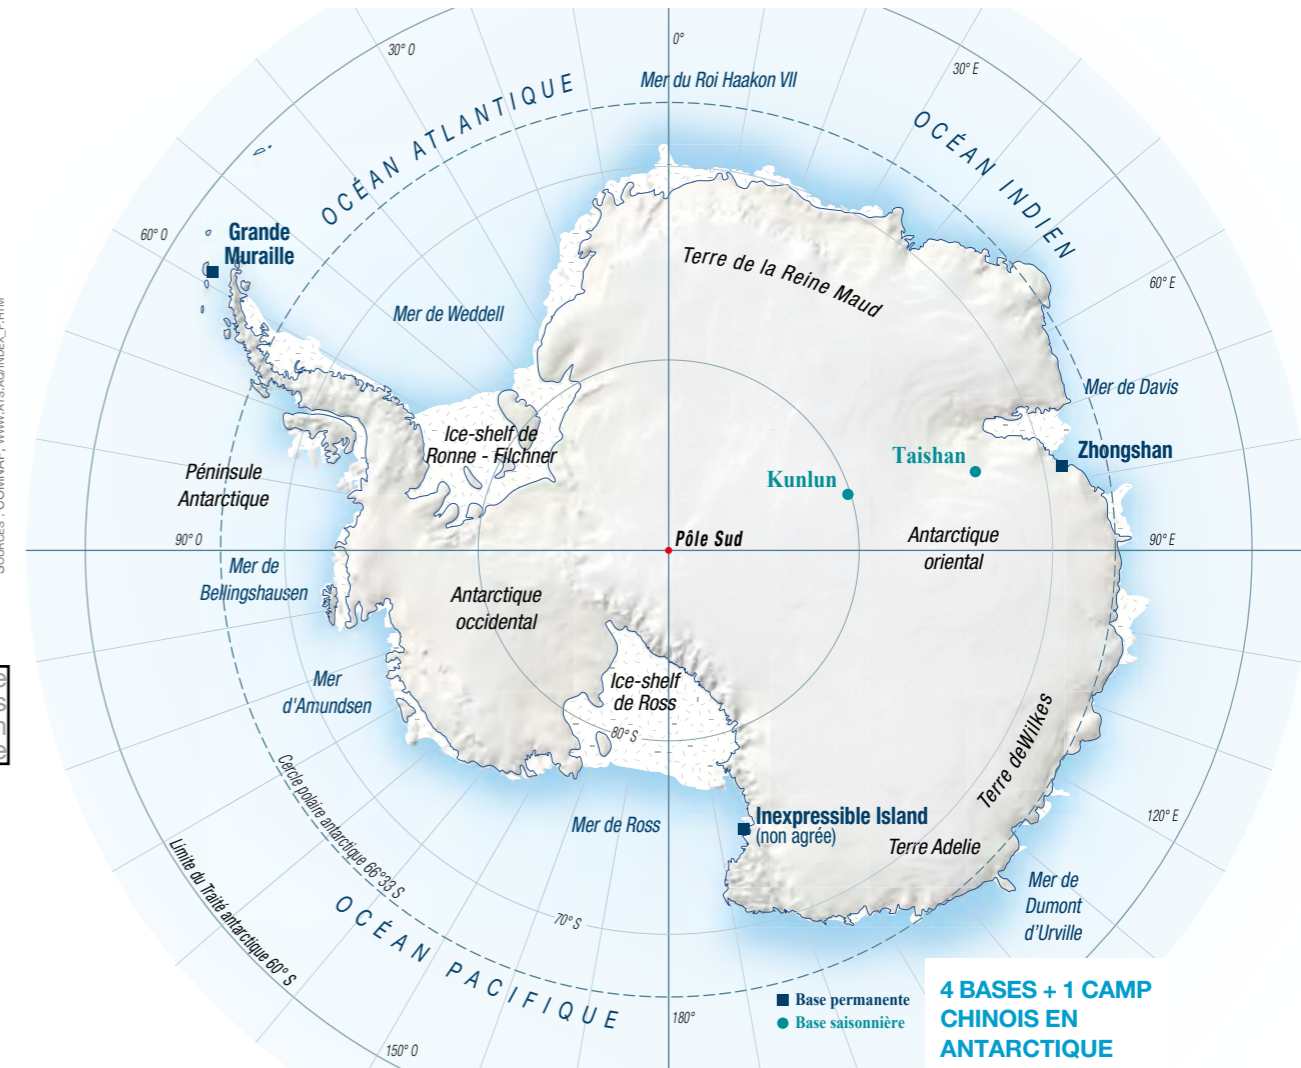 30° O
0°
30° E
Mer du Roi Haakon VII
OCÉAN ATLANTIQUE
OCÉAN INDIEN
60° O
Grande
Muraille
Terre de la Reine Maud
60° E
Mer de Weddell
Mer de Davis
Ice-shelf de
Ronne - Filchner
Péninsule
Antarctique
Kunlun
Taishan
Zhongshan
90° O
Pôle Sud
Antarctique
oriental
90° E
Mer de
Bellingshausen
Antarctique
occidental
Mer
d'Amundsen
Ice-shelf
de Ross
80° S
Terre deWilkes
Cercle polaire antarctique 66°33 S
Limite du Traité antarctique 60° S
Mer de Ross
Inexpressible Island
(non agrée)
Terre Adelie
120° E
Mer de
Dumont
d'Urville
70° S
OCÉAN PACIFIQUE
150° O
180°
Base permanente
Base saisonnière
4 BASES + 1 CAMP
CHINOIS EN
ANTARCTIQUE